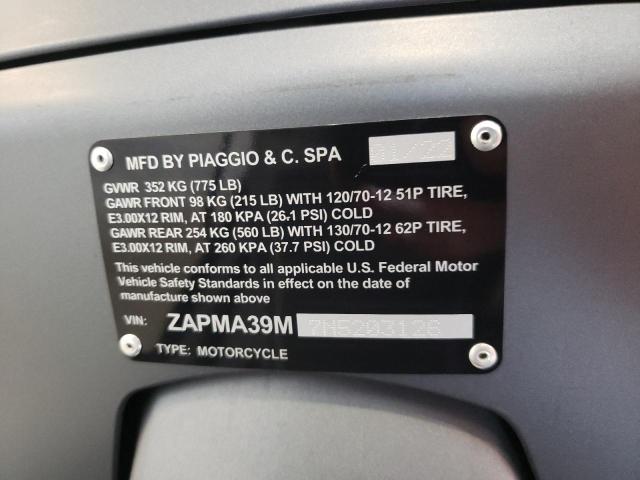 MFD BY PIAGGIO & C. SPA 01/22
GVWR 352 KG (775 LB)
GAWR FRONT 98 KG (215 LB) WITH 120/70-12 51P TIRE,
E3.00X12 RIM, AT 180 KPA (26.1 PSI) COLD
GAWR REAR 254 KG (560 LB) WITH 130/70-12 62P TIRE,
E3.00X12 RIM, AT 260 KPA (37.7 PSI) COLD
This vehicle conforms to all applicable U.S. Federal Motor
Vehicle Safety Standards in effect on the date of
manufacture shown above
VIN: ZAPMA39M 7N5203126
TYPE: MOTORCYCLE